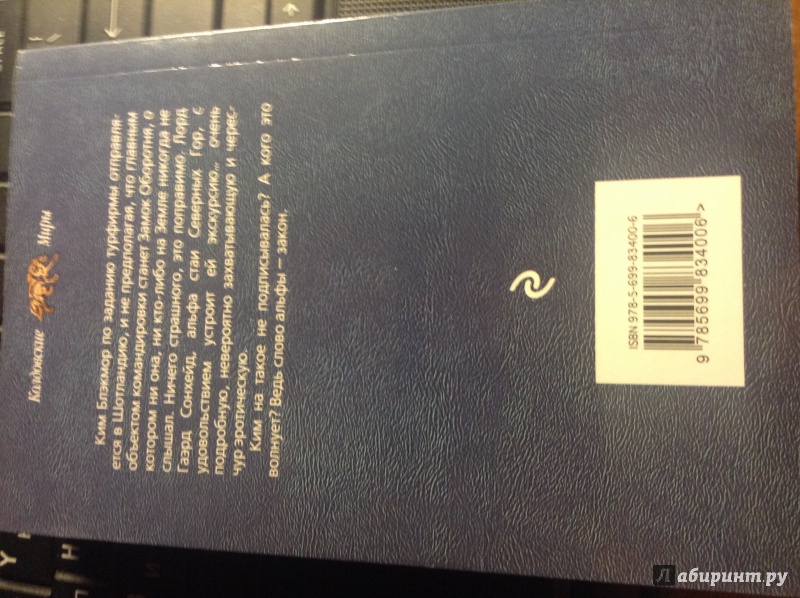 Колдовские Миры
Ким Блэкмор по заданию турфирмы отправля-
ется в Шотландию, и не предполагая, что главным
объектом командировки станет Замок Оборотня, о
котором ни она, ни кто-либо на Земле никогда не
слышал. Ничего страшного, это поправимо. Лорд
Гаэрд Сонхейд, альфа стаи Северных Гор, с
удовольствием устроит ей экскурсию... очень
подробную, невероятно захватывающую и черес-
чур эротическую.
Ким на такое не подписывалась? А кого это
волнует? Ведь слово альфы – закон.
ISBN 978-5-699-83400-6
9 785699 834006 >
Лабиринт.ру